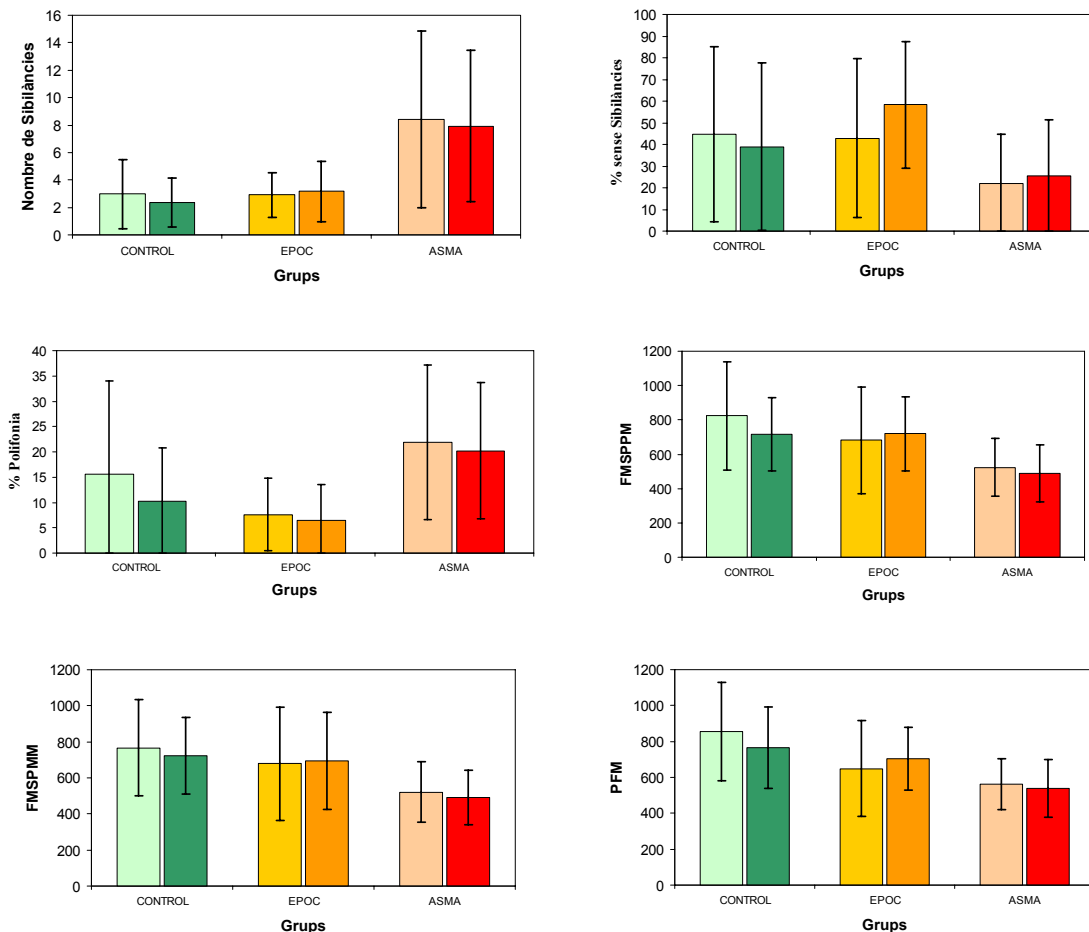 Nombre de Sibilàncies
16
14
12
10
8
6
4
2
0
CONTROL EPOC ASMA
Grups
% sense Sibilàncies
100
90
80
70
60
50
40
30
20
10
0
CONTROL EPOC ASMA
Grups
% Polifonia
40
35
30
25
20
15
10
5
0
CONTROL EPOC ASMA
Grups
FMSPPM
1200
1000
800
600
400
200
0
CONTROL EPOC ASMA
Grups
FMSPMM
1200
1000
800
600
400
200
0
CONTROL EPOC ASMA
Grups
PFM
1200
1000
800
600
400
200
0
CONTROL EPOC ASMA
Grups